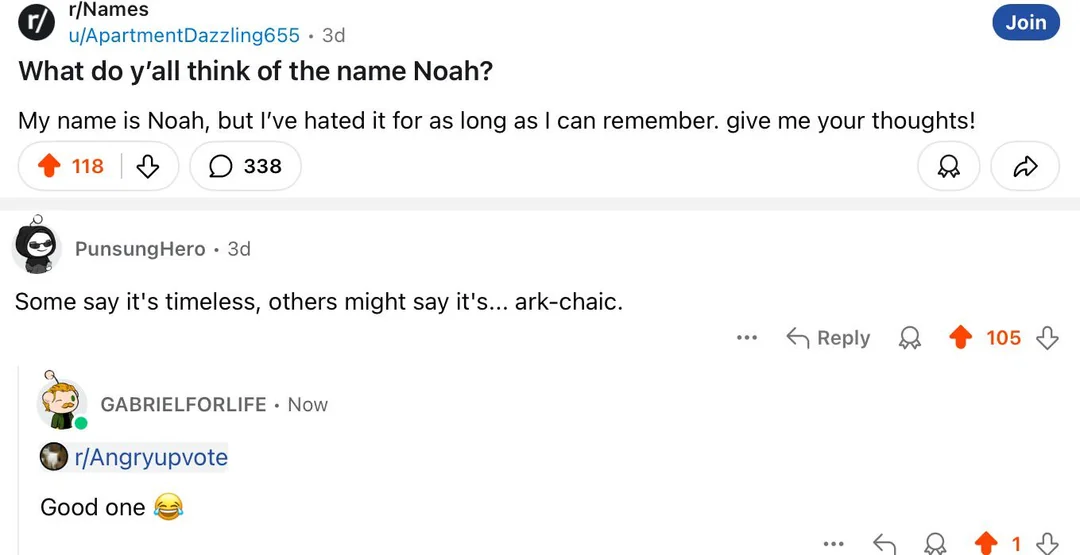 r/
r/Names
u/ApartmentDazzling655 • 3d
Join
What do y’all think of the name Noah?
My name is Noah, but I’ve hated it for as long as I can remember. give me your thoughts!
118
338
PunsungHero • 3d
Some say it's timeless, others might say it's... ark-chaic.
Reply
105
GABRIELFORLIFE • Now
r/Angryupvote
Good one 😂
1